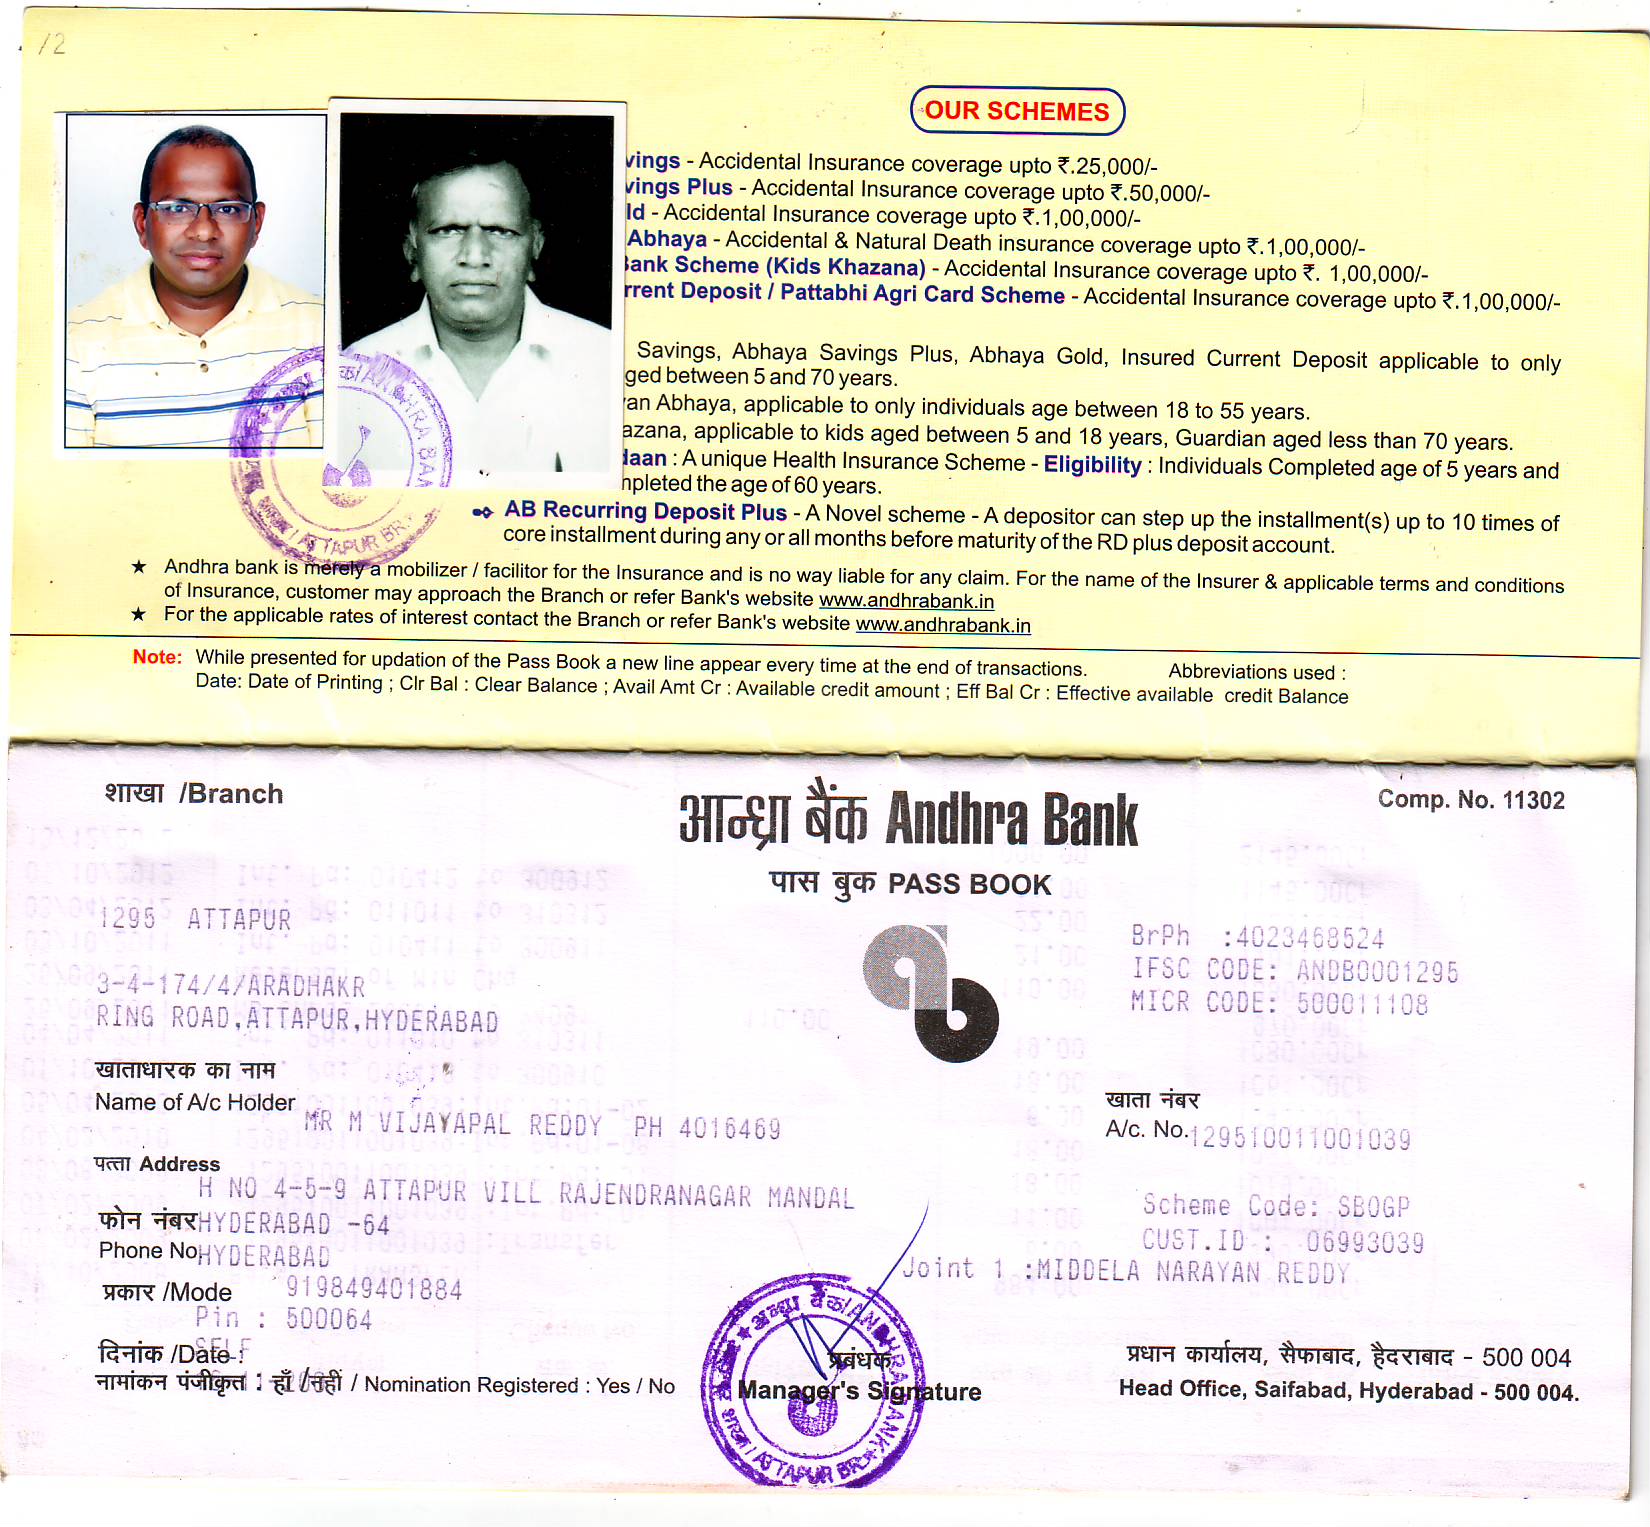 12
OUR SCHEMES
vings - Accidental Insurance coverage upto ₹.25,000/-
vings Plus - Accidental Insurance coverage upto ₹.50,000/-
ld - Accidental Insurance coverage upto ₹.1,00,000/-
Abhaya - Accidental & Natural Death insurance coverage upto ₹.1,00,000/-
ank Scheme (Kids Khazana) - Accidental Insurance coverage upto ₹. 1,00,000/-
rrent Deposit / Pattabhi Agri Card Scheme - Accidental Insurance coverage upto ₹.1,00,000/-
Savings, Abhaya Savings Plus, Abhaya Gold, Insured Current Deposit applicable to only
ged between 5 and 70 years.
an Abhaya, applicable to only individuals age between 18 to 55 years.
azana, applicable to kids aged between 5 and 18 years, Guardian aged less than 70 years.
daan : A unique Health Insurance Scheme - Eligibility : Individuals Completed age of 5 years and
mpleted the age of 60 years.
AB Recurring Deposit Plus - A Novel scheme - A depositor can step up the installment(s) up to 10 times of
core installment during any or all months before maturity of the RD plus deposit account.
★ Andhra bank is merely a mobilizer / facilitor for the Insurance and is no way liable for any claim. For the name of the Insurer & applicable terms and conditions
of Insurance, customer may approach the Branch or refer Bank's website www.andhrabank.in
★ For the applicable rates of interest contact the Branch or refer Bank's website www.andhrabank.in
Note: While presented for updation of the Pass Book a new line appear every time at the end of transactions. Abbreviations used :
Date: Date of Printing ; Clr Bal : Clear Balance ; Avail Amt Cr : Available credit amount ; Eff Bal Cr : Effective available credit Balance
शाखा /Branch
आन्ध्रा बैंक Andhra Bank
Comp. No. 11302
पास बुक PASS BOOK
1295 ATTAPUR
BrPh :4023468524
IFSC CODE: ANDB0001295
MICR CODE: 500011108
3-4-174/4/ARADHAKR
RING ROAD,ATTAPUR,HYDERABAD
खाताधारक का नाम
Name of A/c Holder MR M VIJAYAPAL REDDY PH 4016469
खाता नंबर
A/c. No.129510011001039
पत्ता Address
H NO 4-5-9 ATTAPUR VILL RAJENDRANAGAR MANDAL
फोन नंबर HYDERABAD -64
Phone No HYDERABAD
Scheme Code: SBOGP
CUST.ID : 06993039
Joint 1 :MIDDELA NARAYAN REDDY
प्रकार /Mode 919849401884
Pin : 500064
SELF
दिनांक /Date :
नामांकन पंजीकृत : हाँ / नहीं / Nomination Registered : Yes / No
प्रबंधक
Manager's Signature
प्रधान कार्यालय, सैफाबाद, हैदराबाद - 500 004
Head Office, Saifabad, Hyderabad - 500 004.